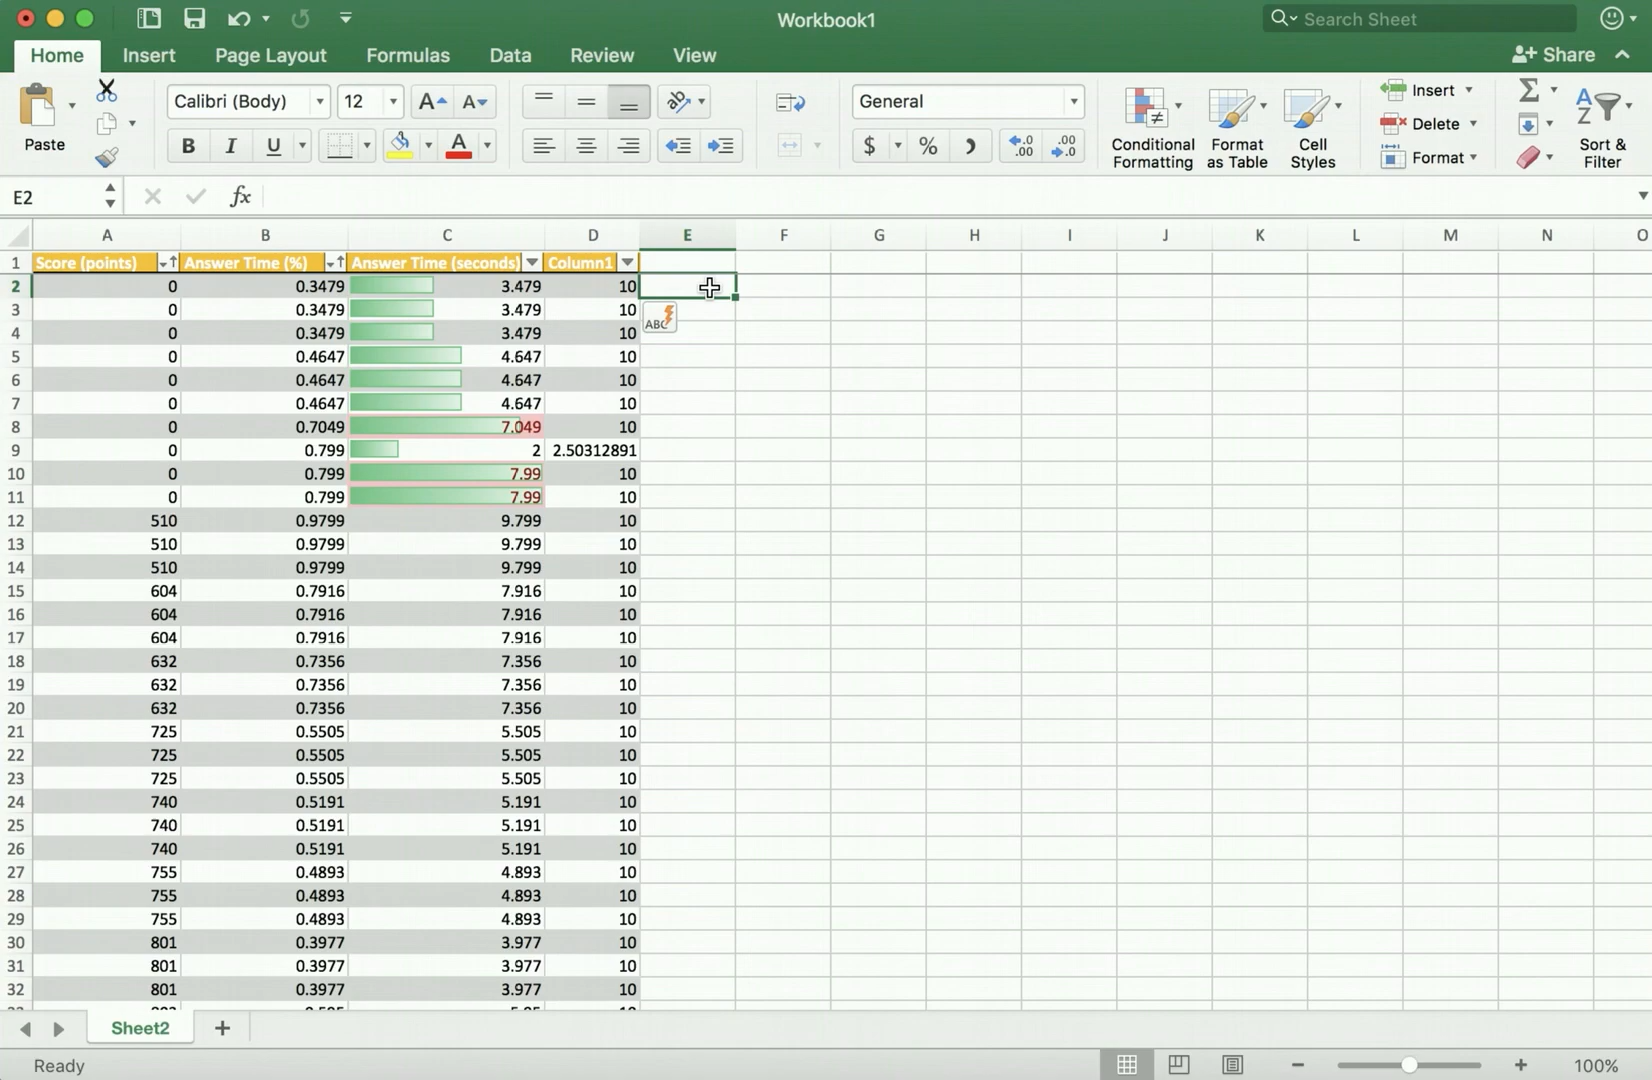 Workbook1
Search Sheet
Home Insert Page Layout Formulas Data Review View Share
Paste
Calibri (Body) 12
General
Conditional Formatting
Format as Table
Cell Styles
Insert
Delete
Format
Sort & Filter
E2 fx
A B C D E F G H I J K L M N O
1 Score (points) Answer Time (%) Answer Time (seconds) Column1
2 0 0.3479 3.479 10
3 0 0.3479 3.479 10
4 0 0.3479 3.479 10
5 0 0.4647 4.647 10
6 0 0.4647 4.647 10
7 0 0.4647 4.647 10
8 0 0.7049 7.049 10
9 0 0.799 2 2.50312891
10 0 0.799 7.99 10
11 0 0.799 7.99 10
12 510 0.9799 9.799 10
13 510 0.9799 9.799 10
14 510 0.9799 9.799 10
15 604 0.7916 7.916 10
16 604 0.7916 7.916 10
17 604 0.7916 7.916 10
18 632 0.7356 7.356 10
19 632 0.7356 7.356 10
20 632 0.7356 7.356 10
21 725 0.5505 5.505 10
22 725 0.5505 5.505 10
23 725 0.5505 5.505 10
24 740 0.5191 5.191 10
25 740 0.5191 5.191 10
26 740 0.5191 5.191 10
27 755 0.4893 4.893 10
28 755 0.4893 4.893 10
29 755 0.4893 4.893 10
30 801 0.3977 3.977 10
31 801 0.3977 3.977 10
32 801 0.3977 3.977 10
Sheet2
Ready 100%